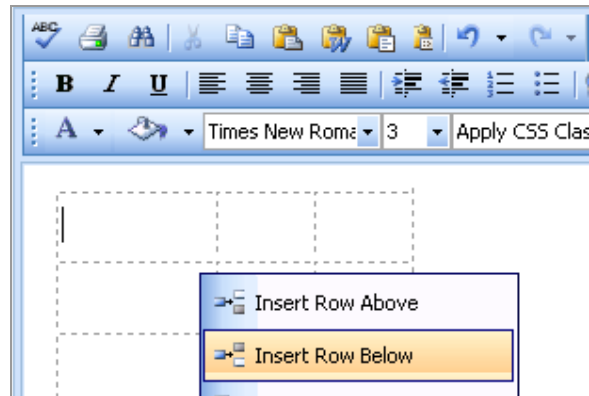 ABC
B I U
A Times New Roma 3 Apply CSS Clas
Insert Row Above
Insert Row Below